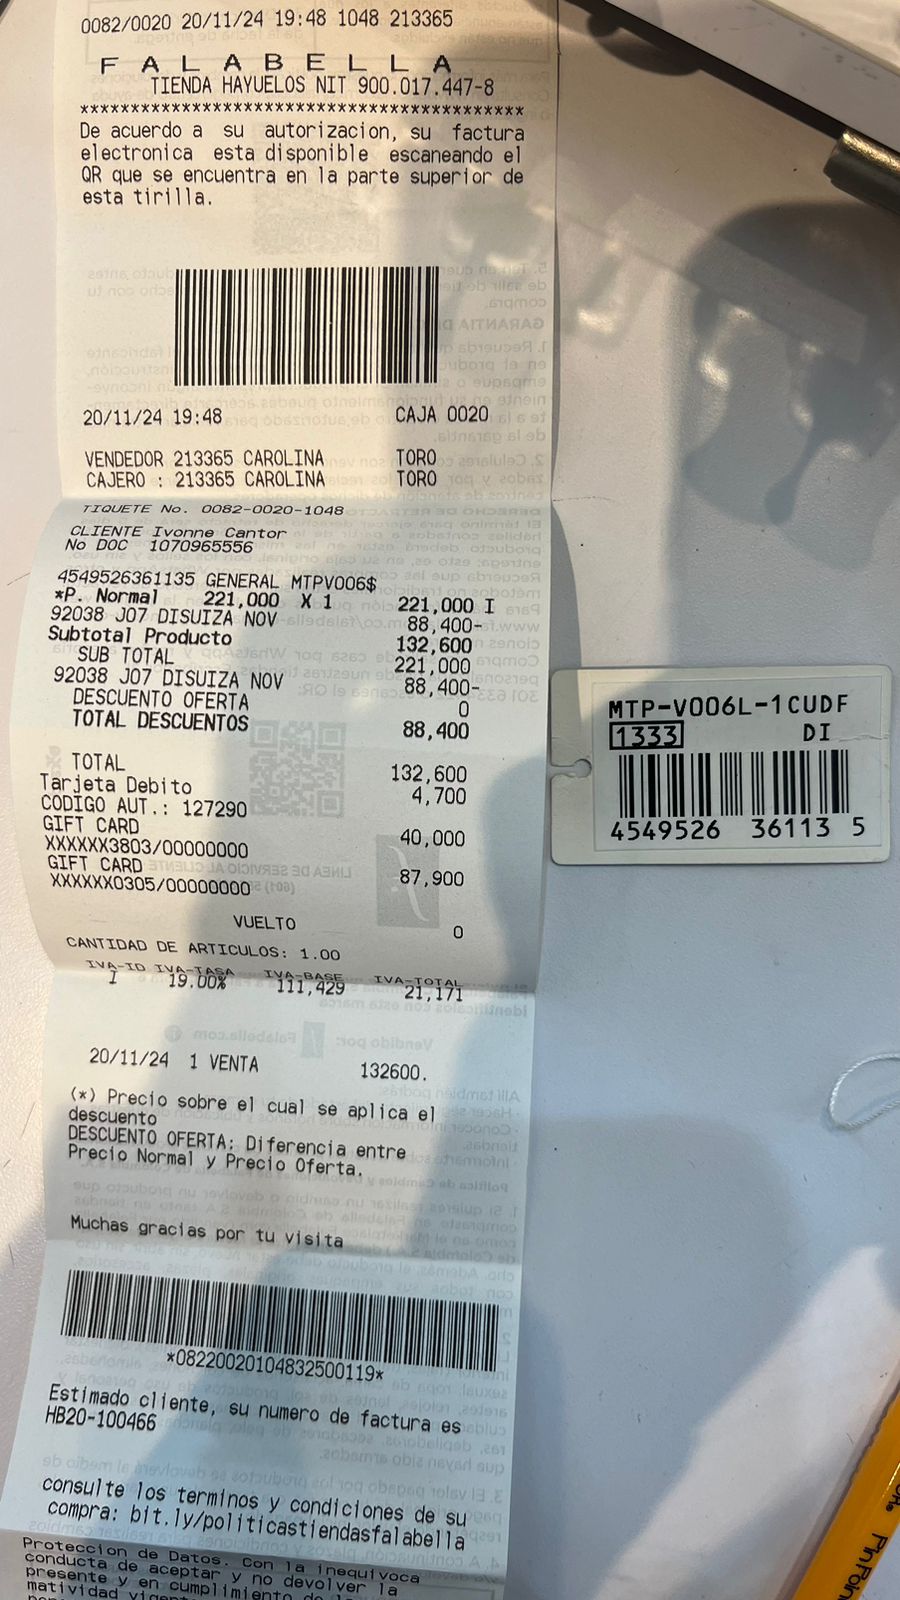 0082/0020 20/11/24 19:48 1048 213365
FALABELLA
TIENDA HAYUELOS NIT 900.017.447-8
******************************************
De acuerdo a su autorizacion, su factura
electronica esta disponible escaneando el
QR que se encuentra en la parte superior de
esta tirilla.
20/11/24 19:48 CAJA 0020
VENDEDOR 213365 CAROLINA TORO
CAJERO : 213365 CAROLINA TORO
TIQUETE No. 0082-0020-1048
CLIENTE Ivonne Cantor
No DOC 1070965556
4549526361135 GENERAL MTPV006$
*P. Normal 221,000 X 1 221,000 I
92038 J07 DISUIZA NOV 88,400-
Subtotal Producto 132,600
SUB TOTAL 221,000
92038 J07 DISUIZA NOV 88,400-
DESCUENTO OFERTA 0
TOTAL DESCUENTOS 88,400
TOTAL 132,600
Tarjeta Debito 4,700
CODIGO AUT.: 127290
GIFT CARD 40,000
XXXXXX3803/00000000
GIFT CARD 87,900
XXXXXX0305/00000000
VUELTO 0
CANTIDAD DE ARTICULOS: 1.00
IVA-ID IVA-TASA IVA-BASE IVA-TOTAL
I 19.00% 111,429 21,171
20/11/24 1 VENTA 132600.
(*) Precio sobre el cual se aplica el
descuento
DESCUENTO OFERTA: Diferencia entre
Precio Normal y Precio Oferta.
Muchas gracias por tu visita
*08220020104832500119*
Estimado cliente, su numero de factura es
HB20-100466
consulte los terminos y condiciones de su
compra: bit.ly/politicastiendasfalabella
Proteccion de Datos. Con la inequivoca
conducta de aceptar y no devolver la
presente y en cumplimiento de
MTP-V006L-1CUDF
1333 DI
4549526 36113 5
PinPoin